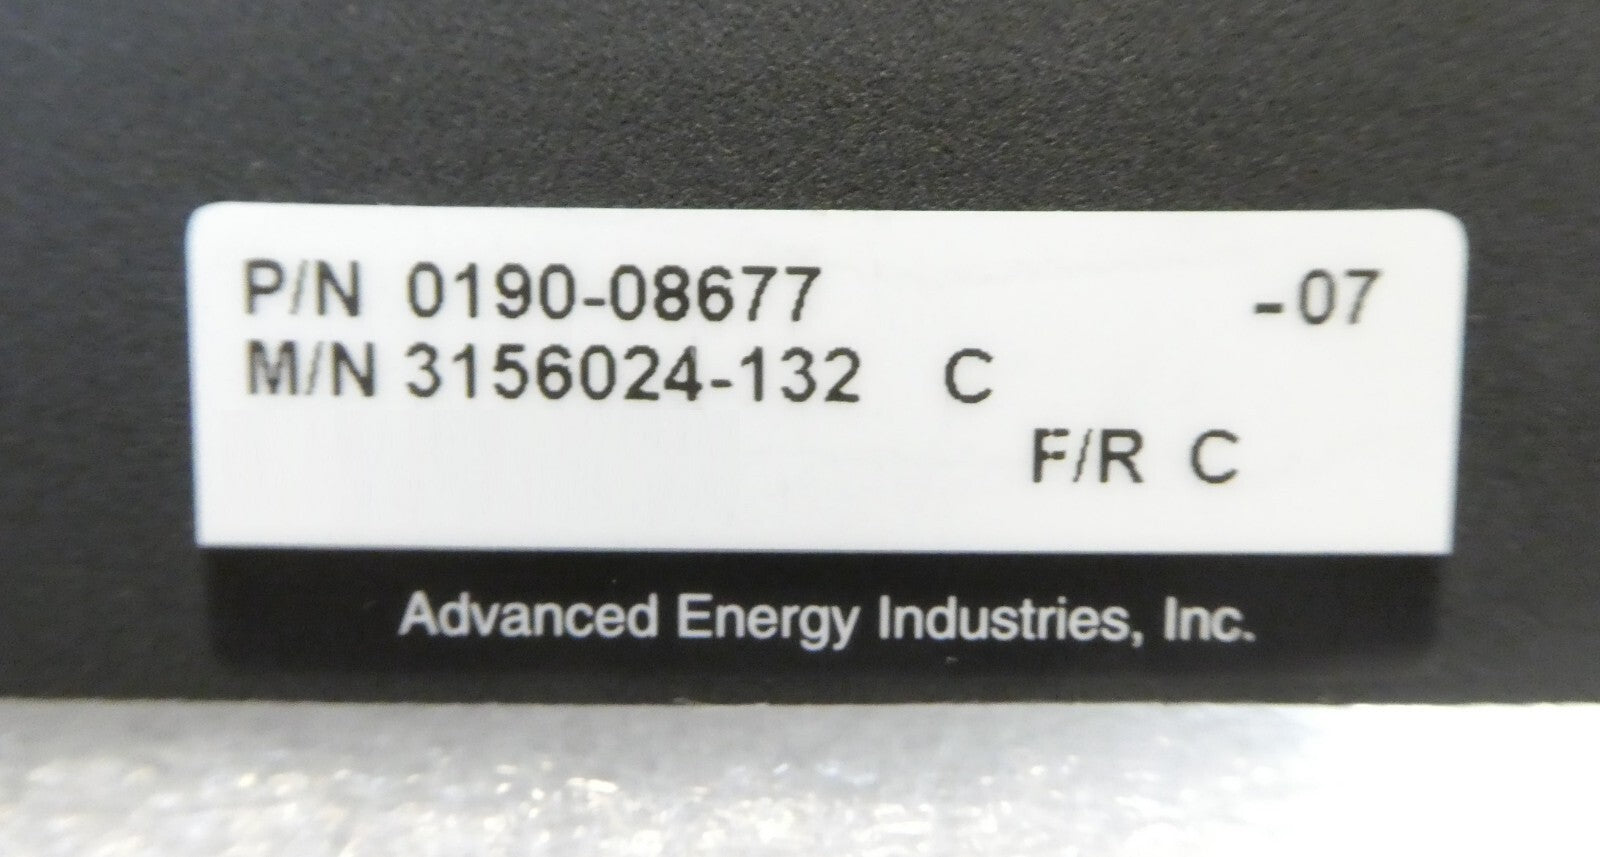 P/N 0190-08677 -07
M/N 3156024-132 C
F/R C
Advanced Energy Industries, Inc.